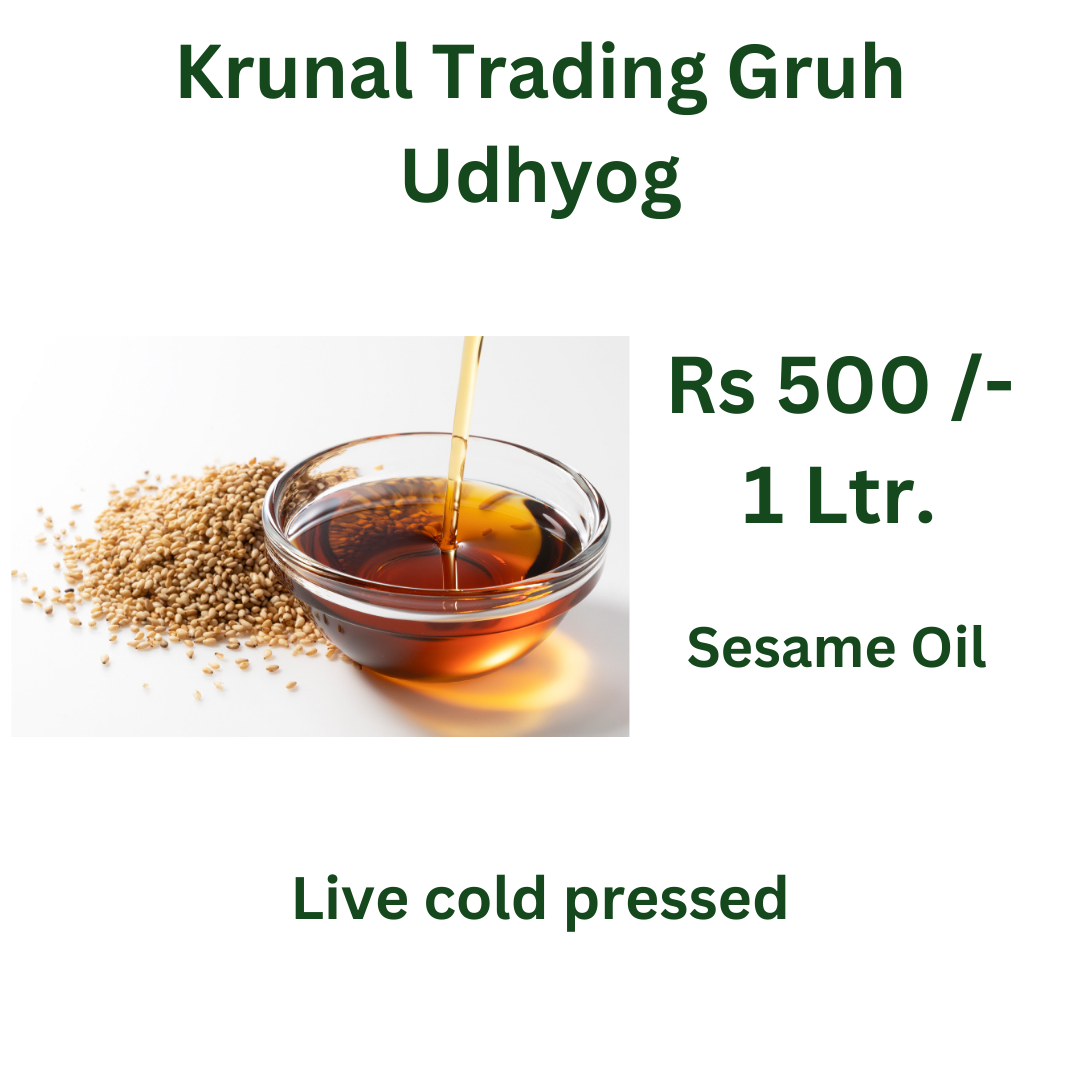 Krunal Trading Gruh
Udhyog
Rs 500 /-
1 Ltr.
Sesame Oil
Live cold pressed